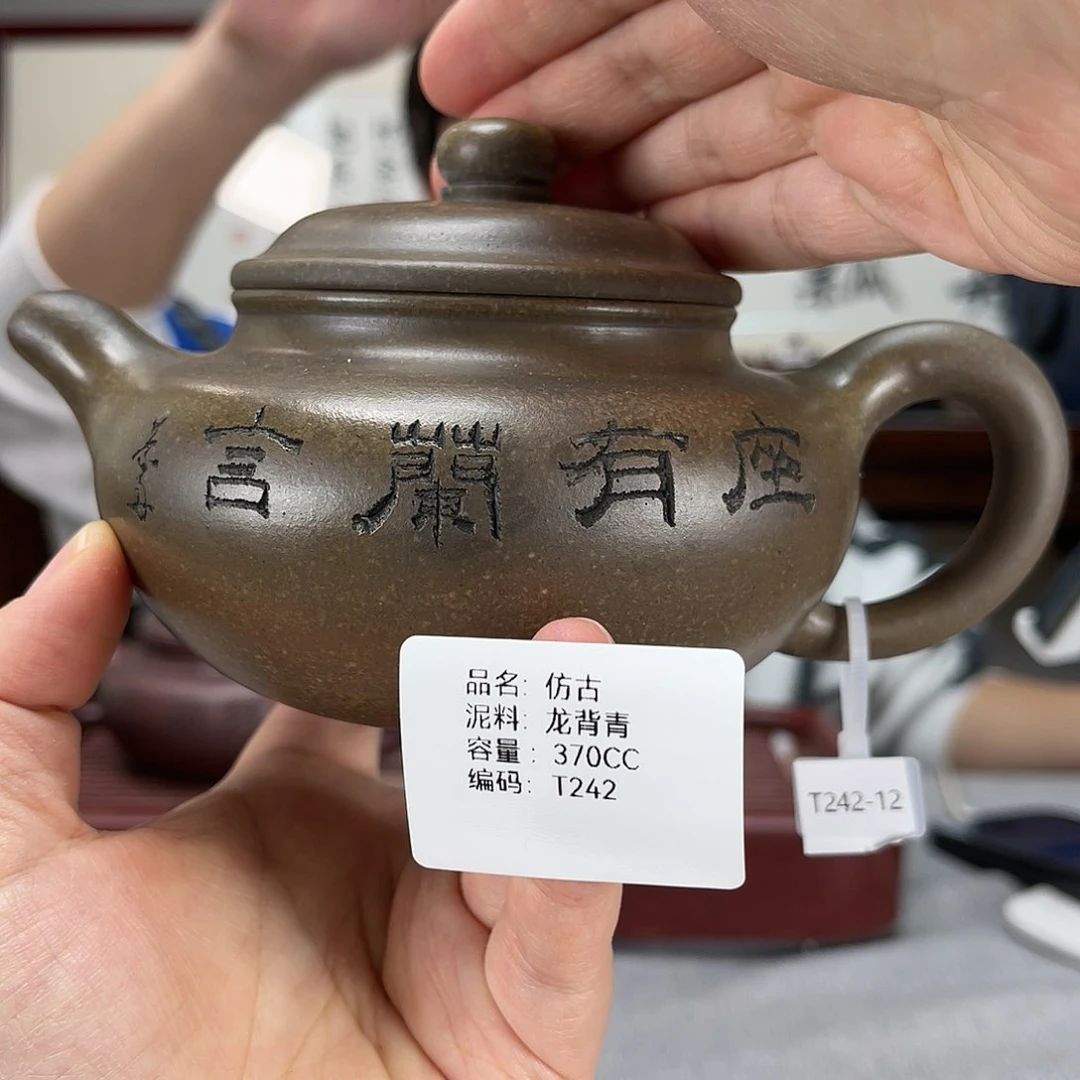 座有蘭言
品名: 仿古
泥料: 龙背青
容量: 370CC
编码: T242
T242-12